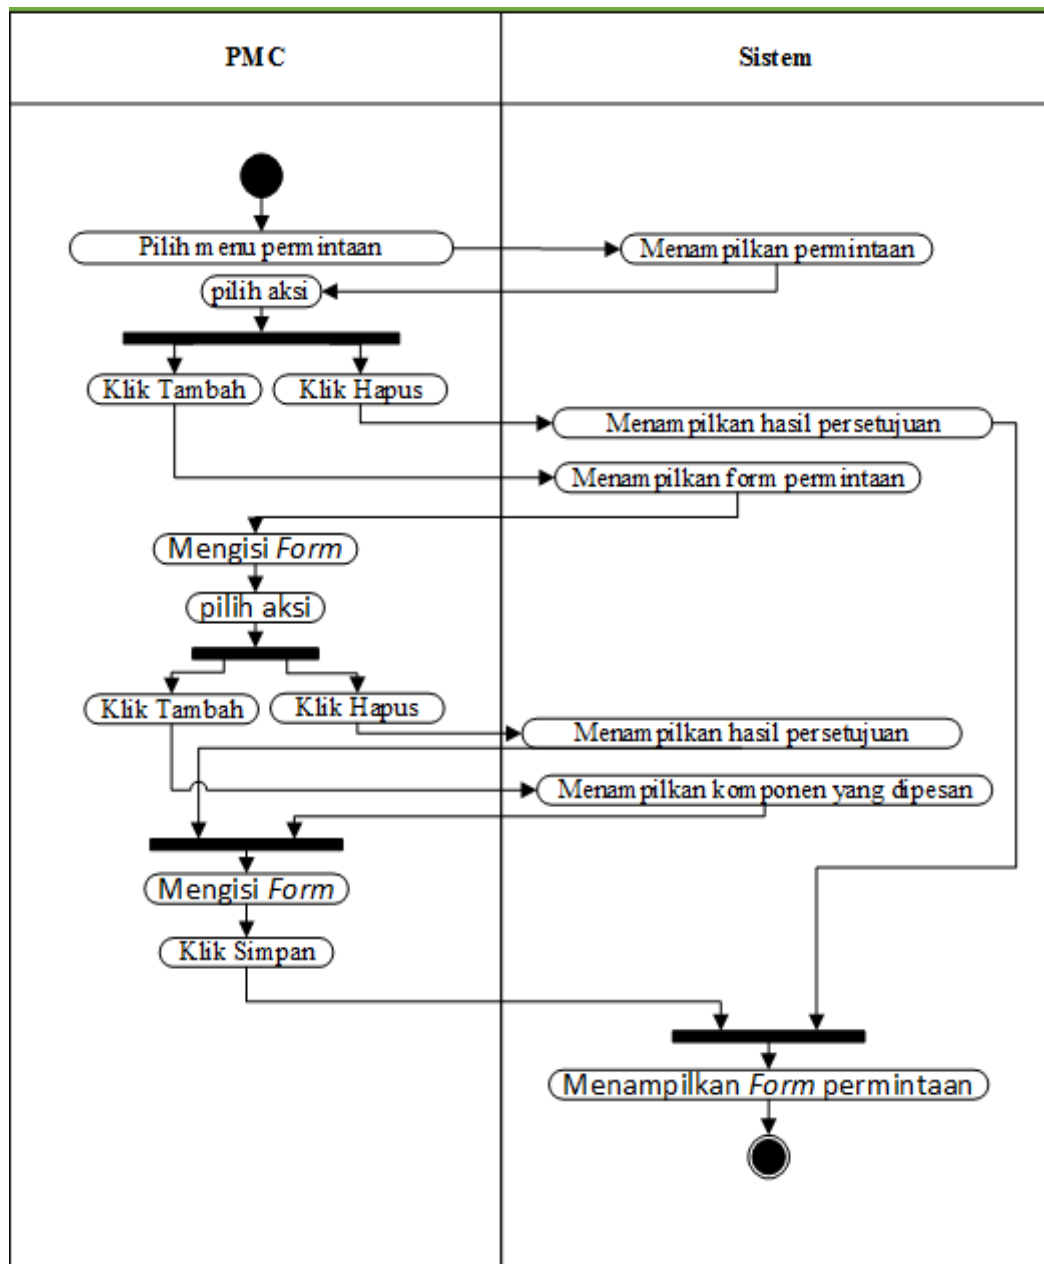 PMC
Sistem
Pilih menu permintaan
Menampilkan permintaan
pilih aksi
Klik Tambah
Klik Hapus
Menampilkan hasil persetujuan
Menampilkan form permintaan
Mengisi Form
pilih aksi
Klik Tambah
Klik Hapus
Menampilkan hasil persetujuan
Menampilkan komponen yang dipesan
Mengisi Form
Klik Simpan
Menampilkan Form permintaan